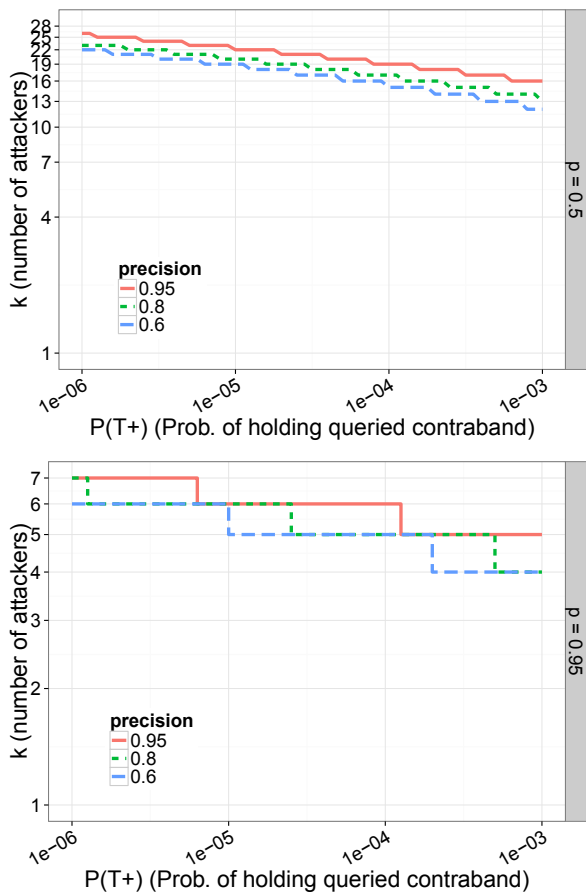 28
25
22
19
16
13
10
7
4
1
k (number of attackers)
p = 0.5
precision
0.95
0.8
0.6
1e−06
1e−05
1e−04
1e−03
P(T+) (Prob. of holding queried contraband)
7
6
5
4
3
2
1
k (number of attackers)
p = 0.95
precision
0.95
0.8
0.6
1e−06
1e−05
1e−04
1e−03
P(T+) (Prob. of holding queried contraband)